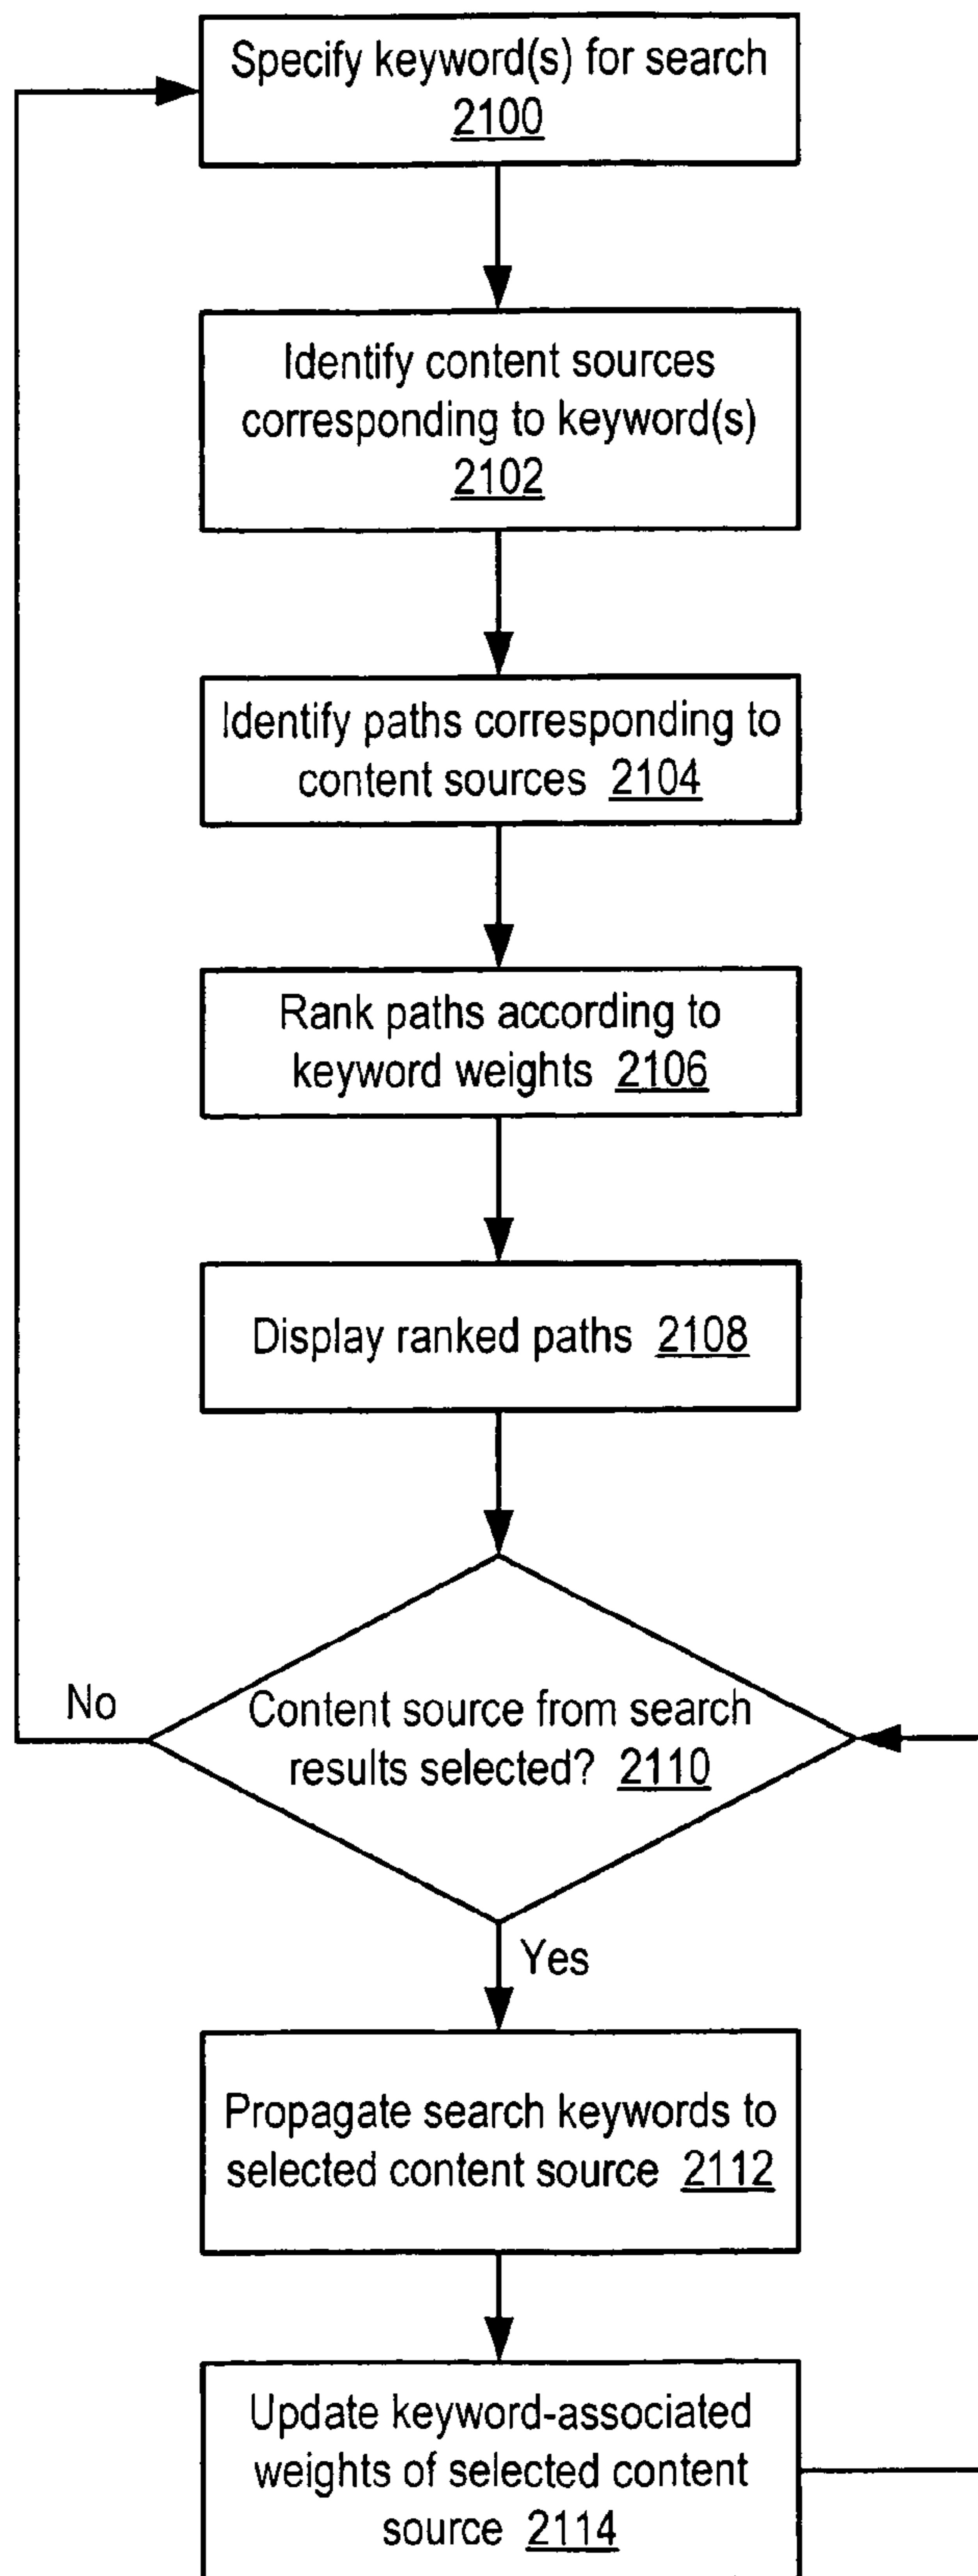 Specify keyword(s) for search
2100
Identify content sources
corresponding to keyword(s)
2102
Identify paths corresponding to
content sources 2104
Rank paths according to
keyword weights 2106
Display ranked paths 2108
No
Content source from search
results selected? 2110
Yes
Propagate search keywords to
selected content source 2112
Update keyword-associated
weights of selected content
source 2114